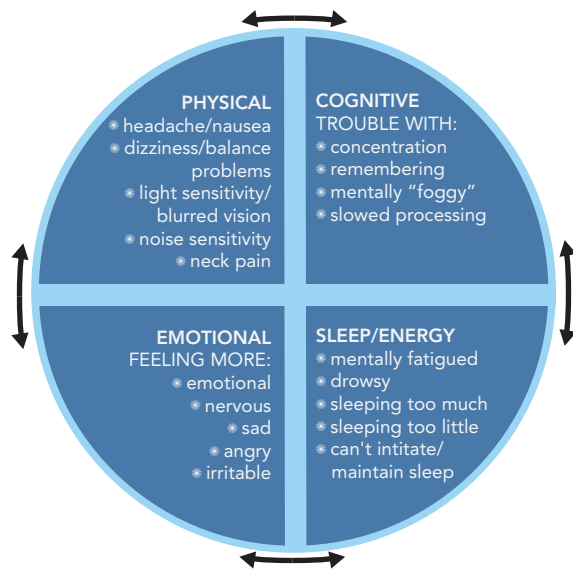 PHYSICAL
* headache/nausea
* dizziness/balance
problems
* light sensitivity/
blurred vision
* noise sensitivity
* neck pain
COGNITIVE
TROUBLE WITH:
* concentration
* remembering
* mentally “foggy”
* slowed processing
EMOTIONAL
FEELING MORE:
* emotional
* nervous
* sad
* angry
* irritable
SLEEP/ENERGY
* mentally fatigued
* drowsy
* sleeping too much
* sleeping too little
* can't intitate/
maintain sleep